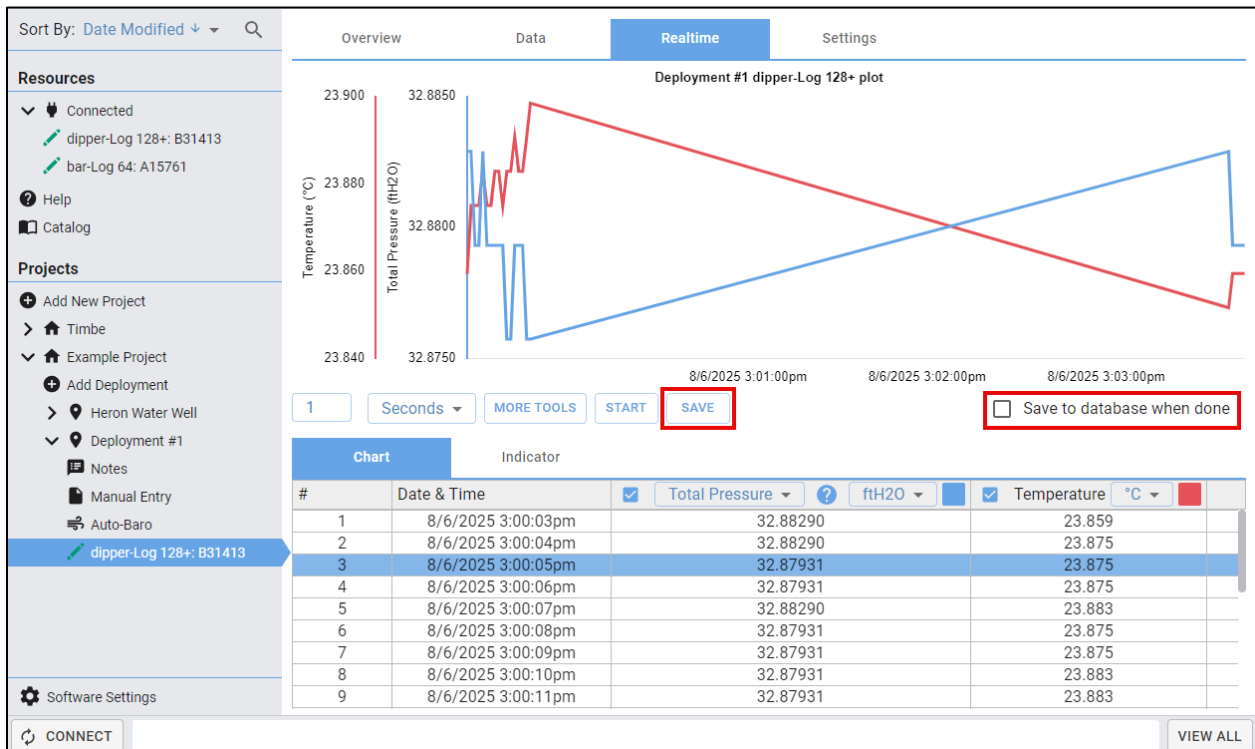 Sort By: Date Modified
Resources
Connected
dipper-Log 128+: B31413
bar-Log 64: A15761
Help
Catalog
Projects
Add New Project
Timbe
Example Project
Add Deployment
Heron Water Well
Deployment #1
Notes
Manual Entry
Auto-Baro
dipper-Log 128+: B31413
Software Settings
Overview Data Realtime Settings
Deployment #1 dipper-Log 128+ plot
Temperature (°C)
23.900
23.880
23.860
23.840
Total Pressure (ftH2O)
32.8850
32.8800
32.8750
8/6/2025 3:01:00pm 8/6/2025 3:02:00pm 8/6/2025 3:03:00pm
1 Seconds MORE TOOLS START SAVE Save to database when done
Chart Indicator
# Date & Time Total Pressure ? ftH2O Temperature °C
1 8/6/2025 3:00:03pm 32.88290 23.859
2 8/6/2025 3:00:04pm 32.88290 23.875
3 8/6/2025 3:00:05pm 32.87931 23.875
4 8/6/2025 3:00:06pm 32.87931 23.875
5 8/6/2025 3:00:07pm 32.88290 23.883
6 8/6/2025 3:00:08pm 32.87931 23.875
7 8/6/2025 3:00:09pm 32.87931 23.875
8 8/6/2025 3:00:10pm 32.87931 23.883
9 8/6/2025 3:00:11pm 32.87931 23.883
CONNECT VIEW ALL